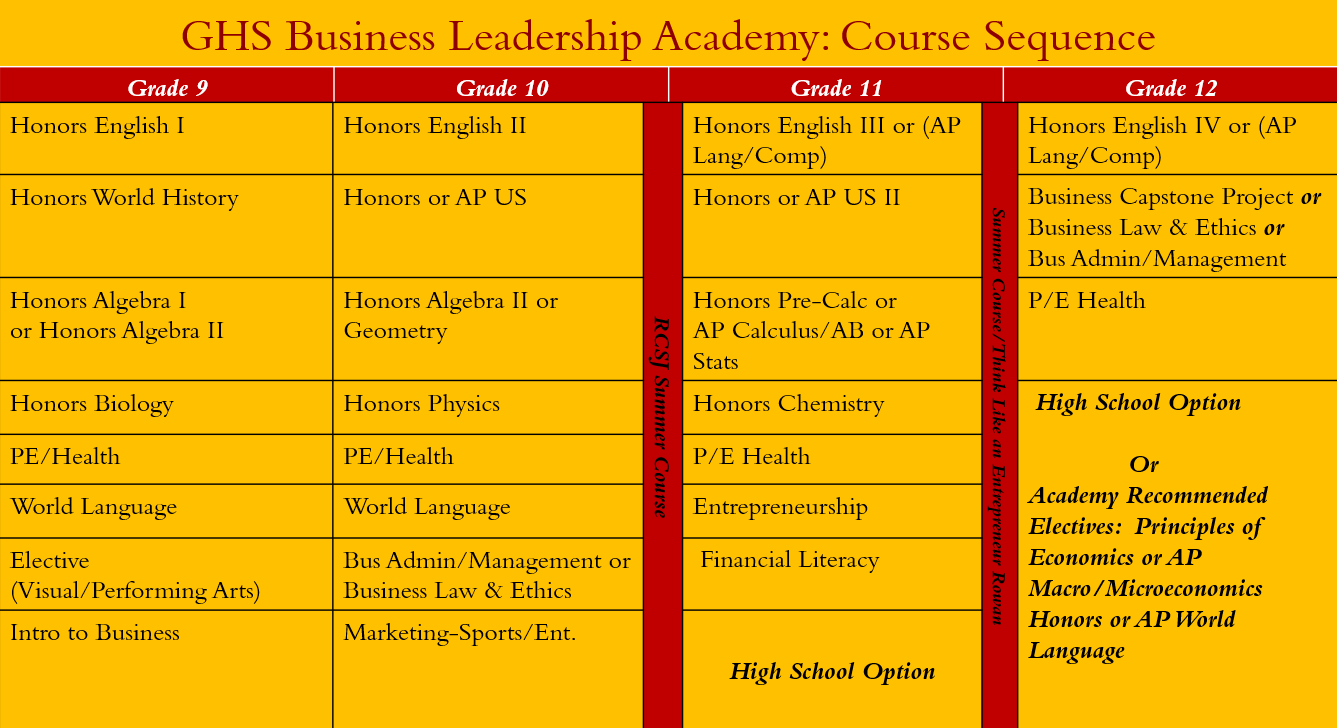 GHS Business Leadership Academy: Course Sequence
Grade 9
Grade 10
Grade 11
Grade 12
Honors English I
Honors English II
Honors English III or (AP
Lang/Comp)
Honors English IV or (AP
Lang/Comp)
Honors World History
Honors or AP US
Honors or AP US II
Business Capstone Project or
Business Law & Ethics or
Bus Admin/Management
Honors Algebra I
or Honors Algebra II
Honors Algebra II or
Geometry
Honors Pre-Calc or
AP Calculus/AB or AP
Stats
P/E Health
Honors Biology
Honors Physics
Honors Chemistry
PE/Health
PE/Health
P/E Health
World Language
World Language
Entrepreneurship
Elective
(Visual/Performing Arts)
Bus Admin/Management or
Business Law & Ethics
Financial Literacy
Intro to Business
Marketing-Sports/Ent.
High School Option
RCSJ Summer Course
Summer Course/Think Like an Entrepreneur Rowan
High School Option
Or
Academy Recommended
Electives: Principles of
Economics or AP
Macro/Microeconomics
Honors or AP World
Language